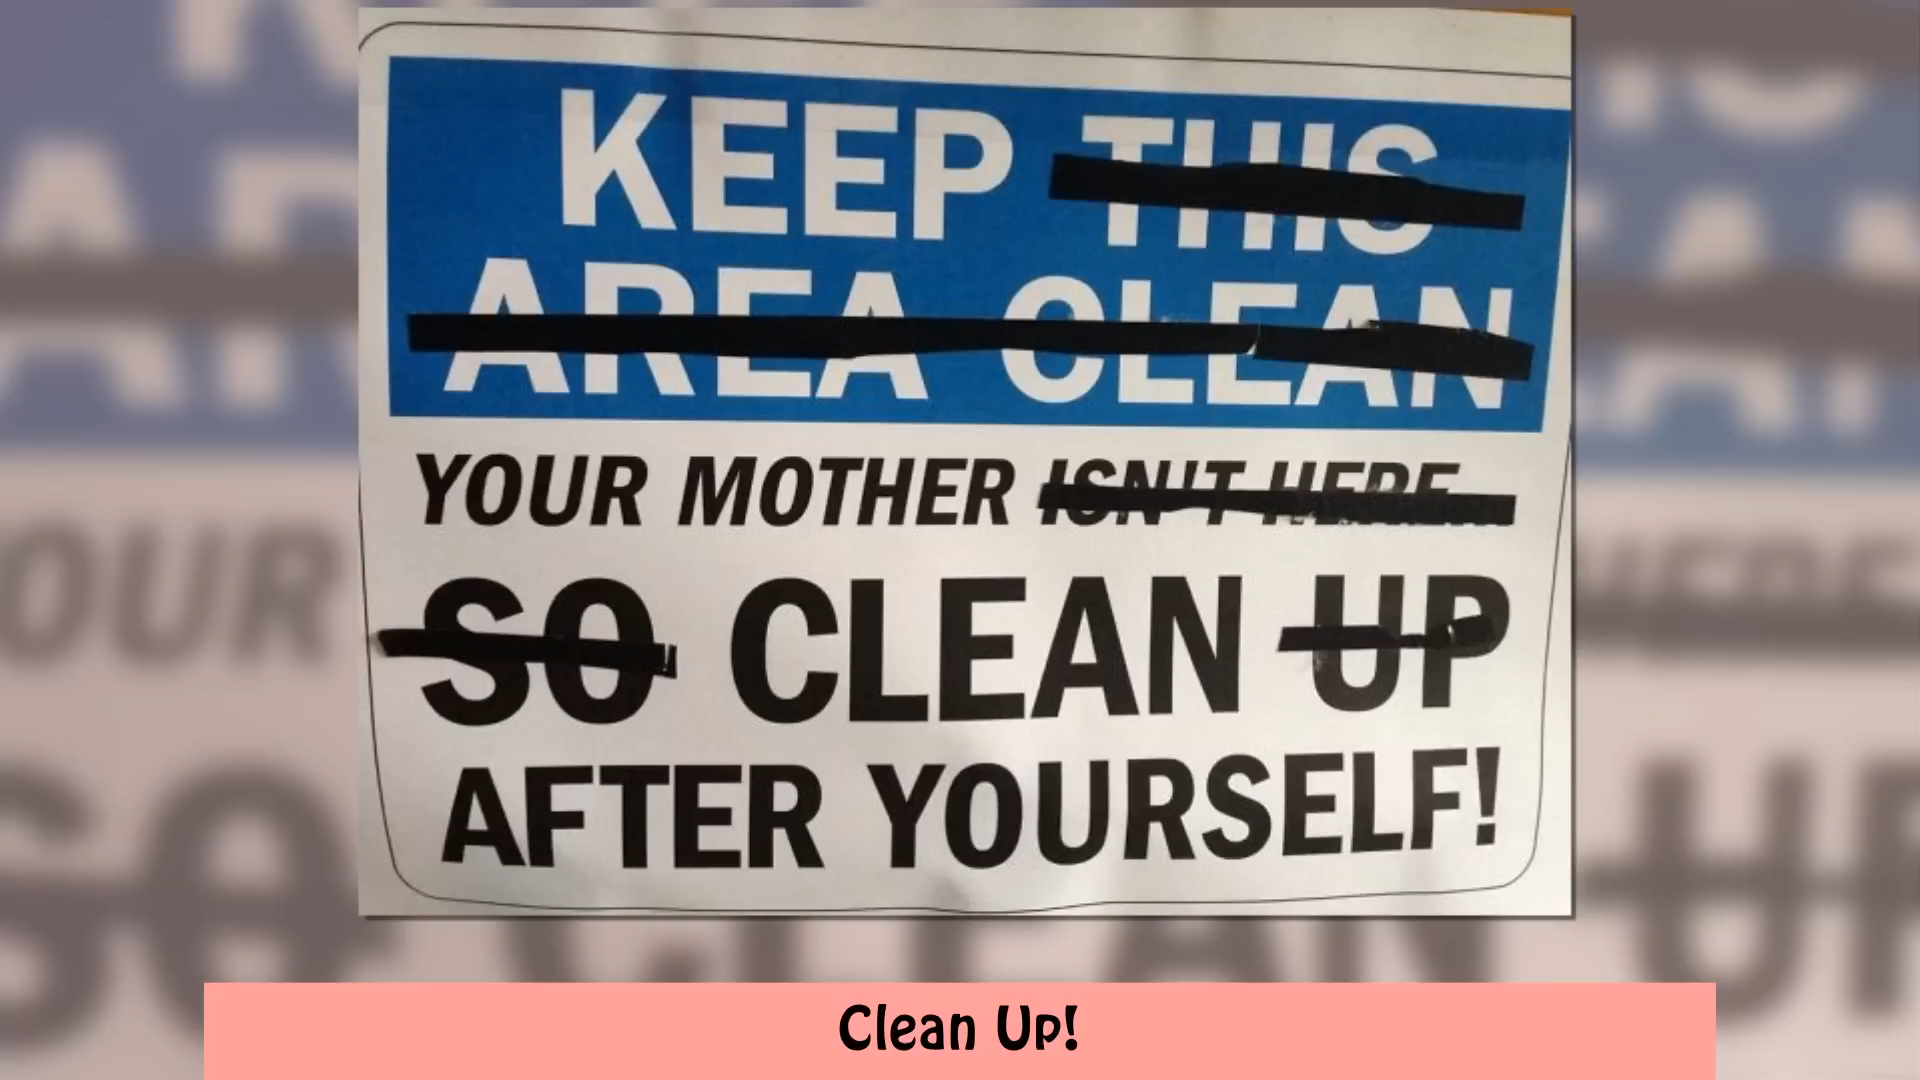 KEEP THIS
AREA CLEAN
YOUR MOTHER ISN'T HERE
SO CLEAN UP
AFTER YOURSELF!
Clean Up!